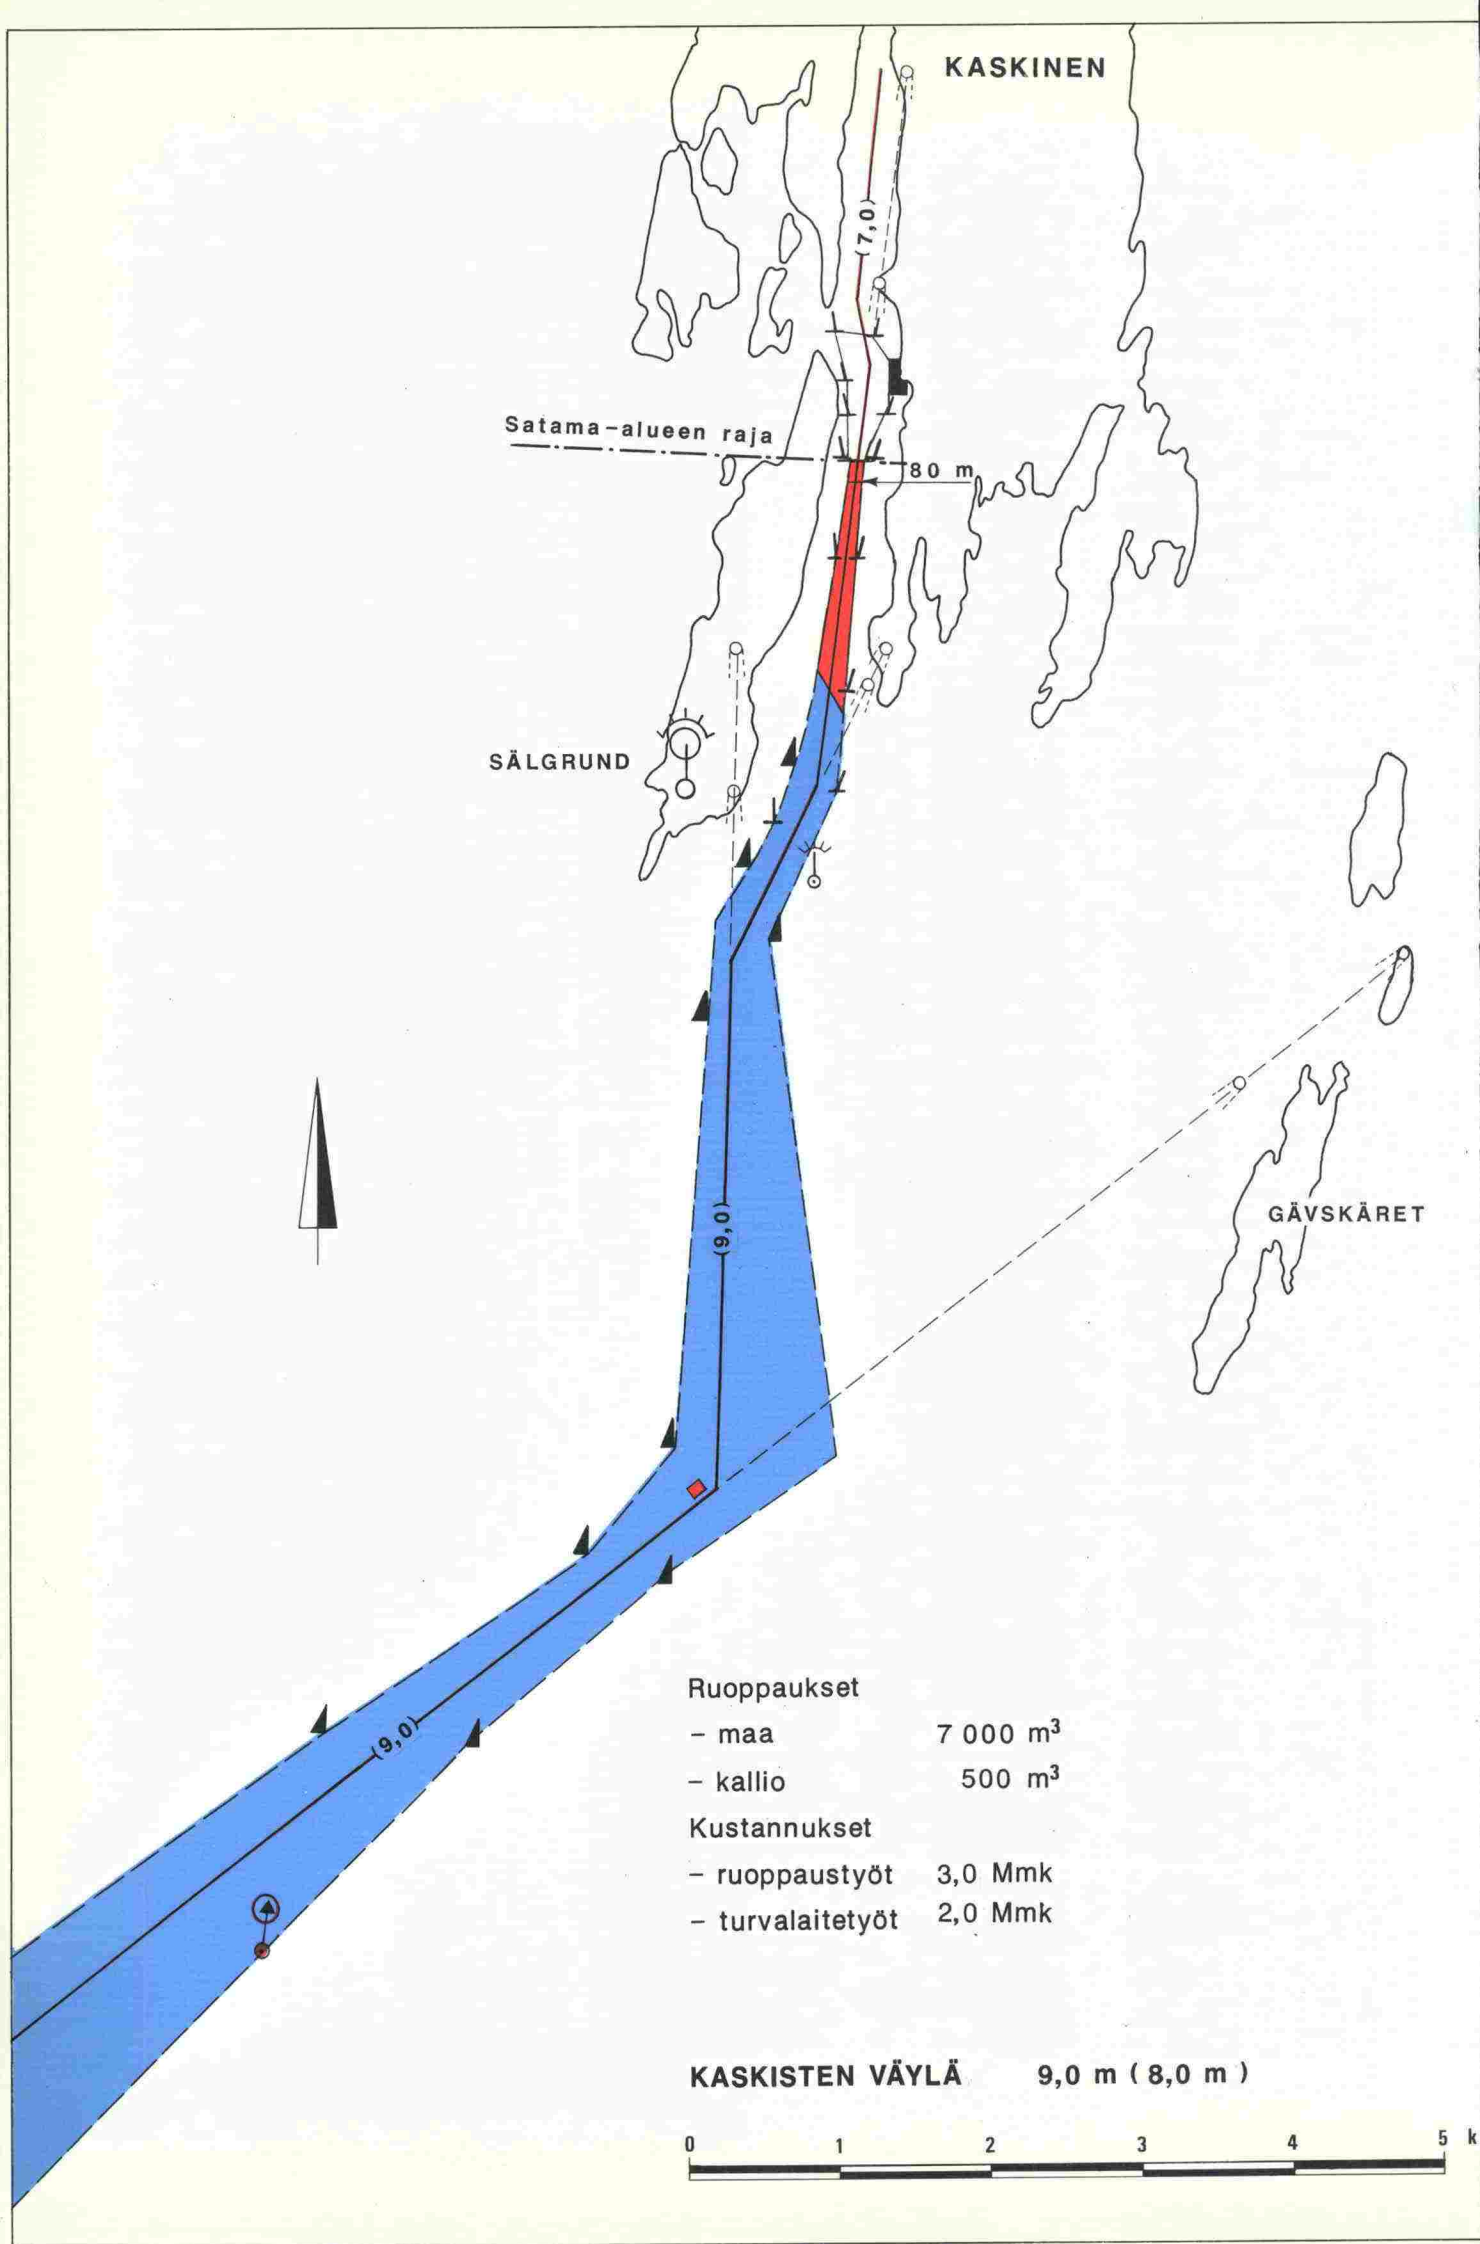 KASKINEN
(7,0)
Satama-alueen raja
80 m
SÄLGRUND
GÄVSKÄRET
(9,0)
(9,0)
Ruoppaukset
- maa 7 000 m³
- kallio 500 m³
Kustannukset
- ruoppaustyöt 3,0 Mmk
- turvalaitetyöt 2,0 Mmk
KASKISTEN VÄYLÄ 9,0 m ( 8,0 m )
0 1 2 3 4 5 k